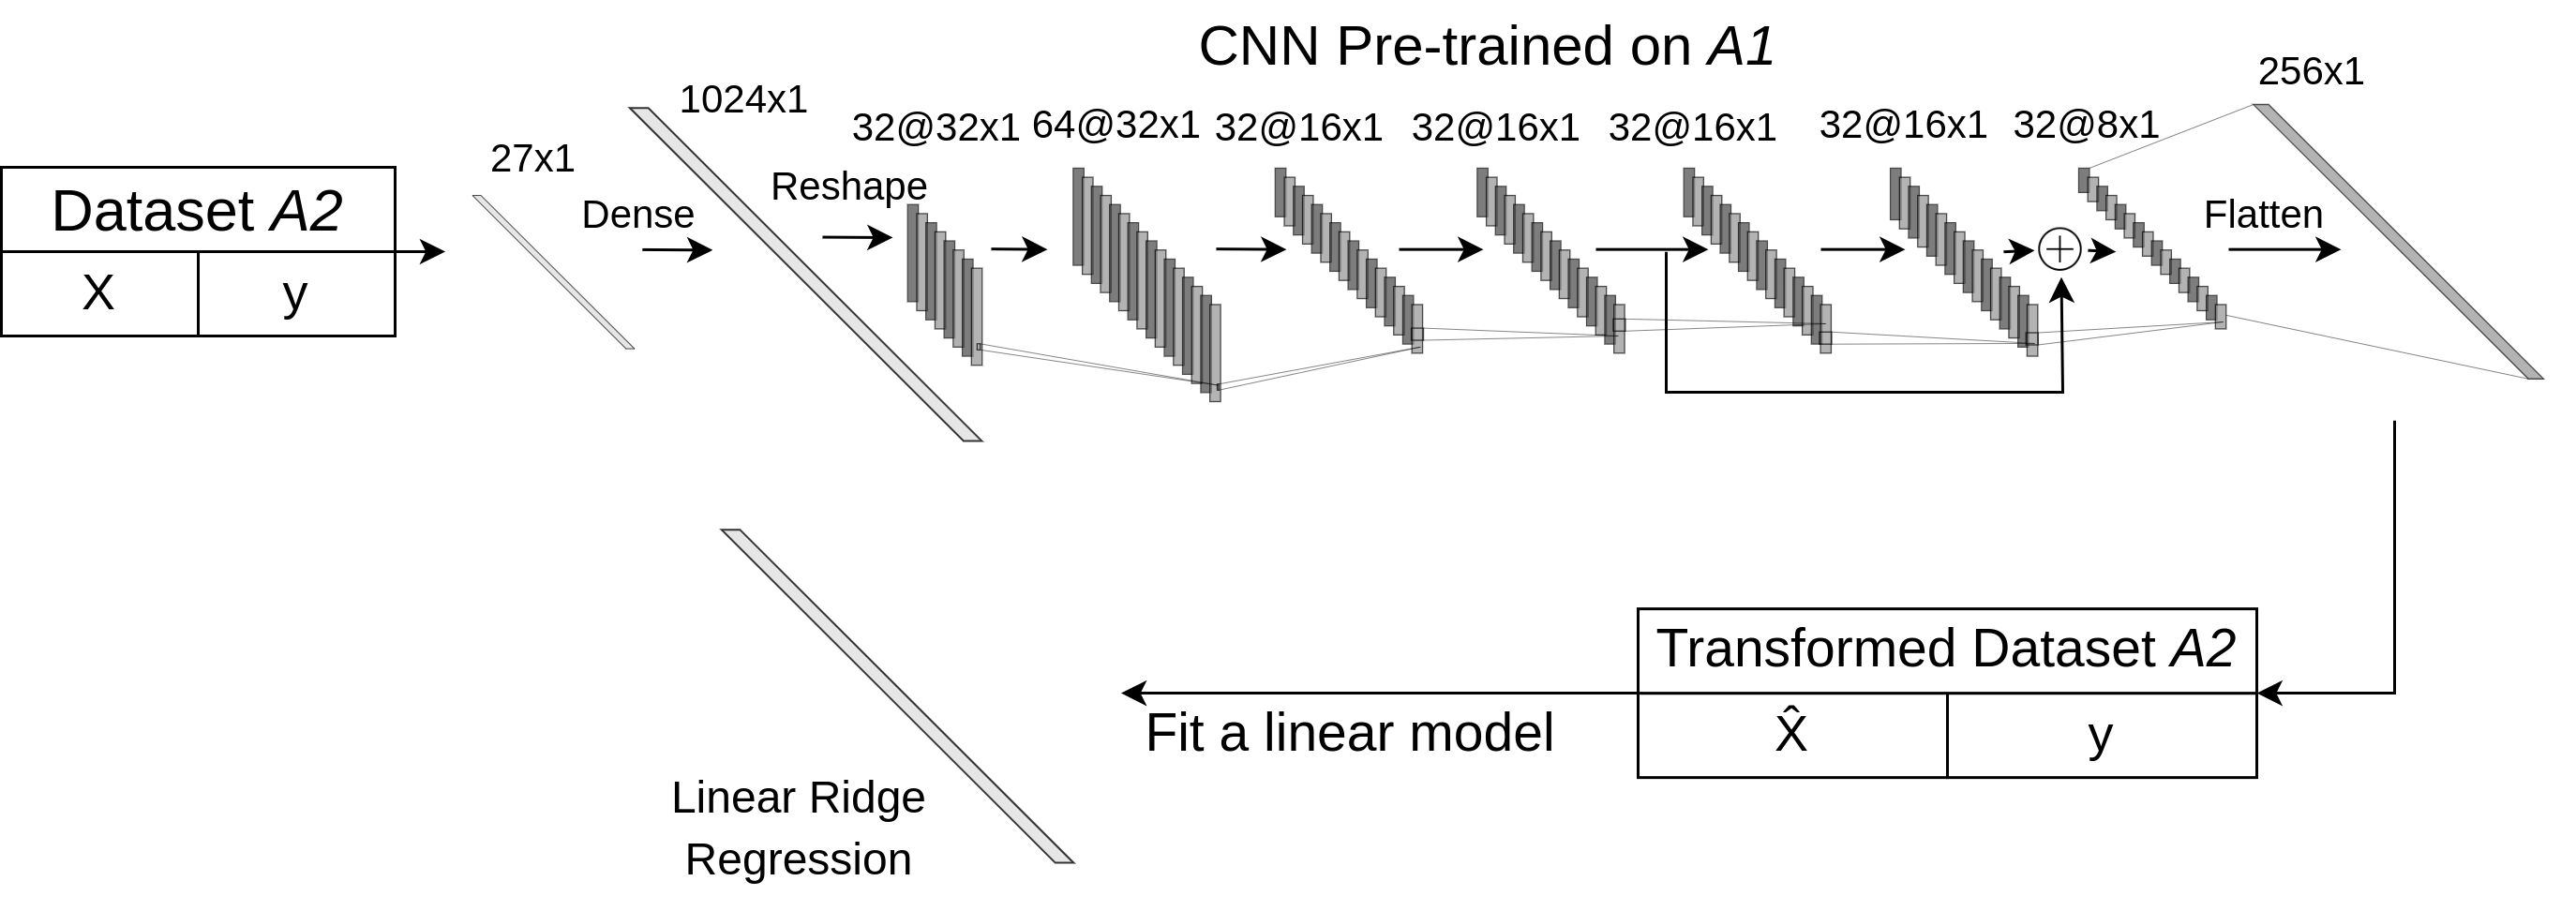 CNN Pre-trained on A1
Dataset A2
X
y
27x1
Dense
1024x1
Reshape
32@32x1
64@32x1
32@16x1
32@16x1
32@16x1
32@16x1
32@8x1
Flatten
256x1
Transformed Dataset A2
X̂
y
Fit a linear model
Linear Ridge
Regression